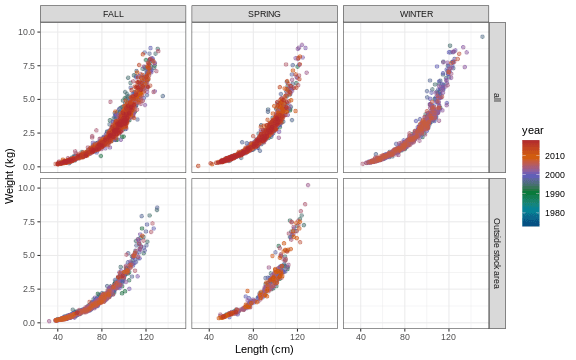 FALL SPRING WINTER
10.0
7.5
5.0
2.5
0.0
all
10.0
7.5
5.0
2.5
0.0
Outside stock area
40 80 120 40 80 120 40 80 120
Length (cm)
Weight (kg)
year
2010
2000
1990
1980